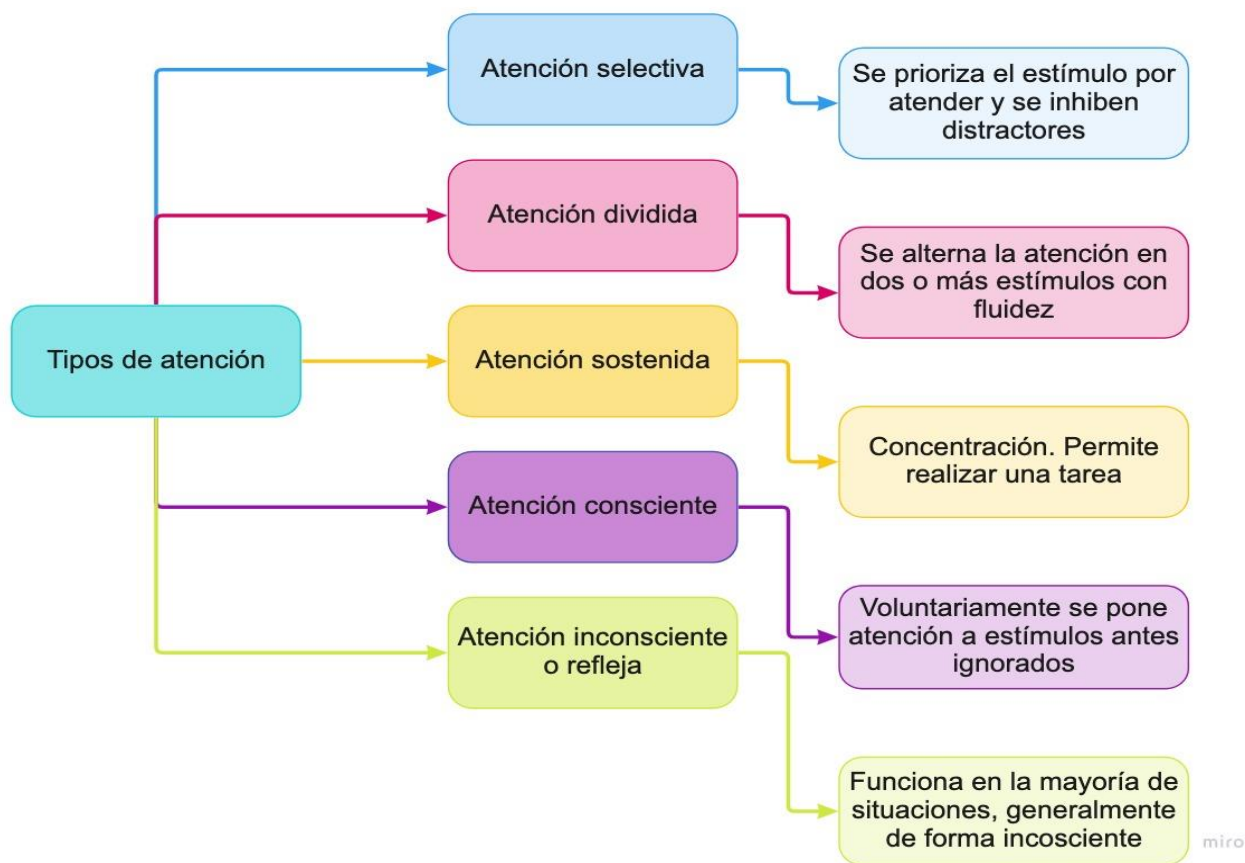 Tipos de atención
Atención selectiva
Se prioriza el estímulo por
atender y se inhiben
distractores
Atención dividida
Se alterna la atención en
dos o más estímulos con
fluidez
Atención sostenida
Concentración. Permite
realizar una tarea
Atención consciente
Voluntariamente se pone
atención a estímulos antes
ignorados
Atención inconsciente
o refleja
Funciona en la mayoría de
situaciones, generalmente
de forma incosciente
miro